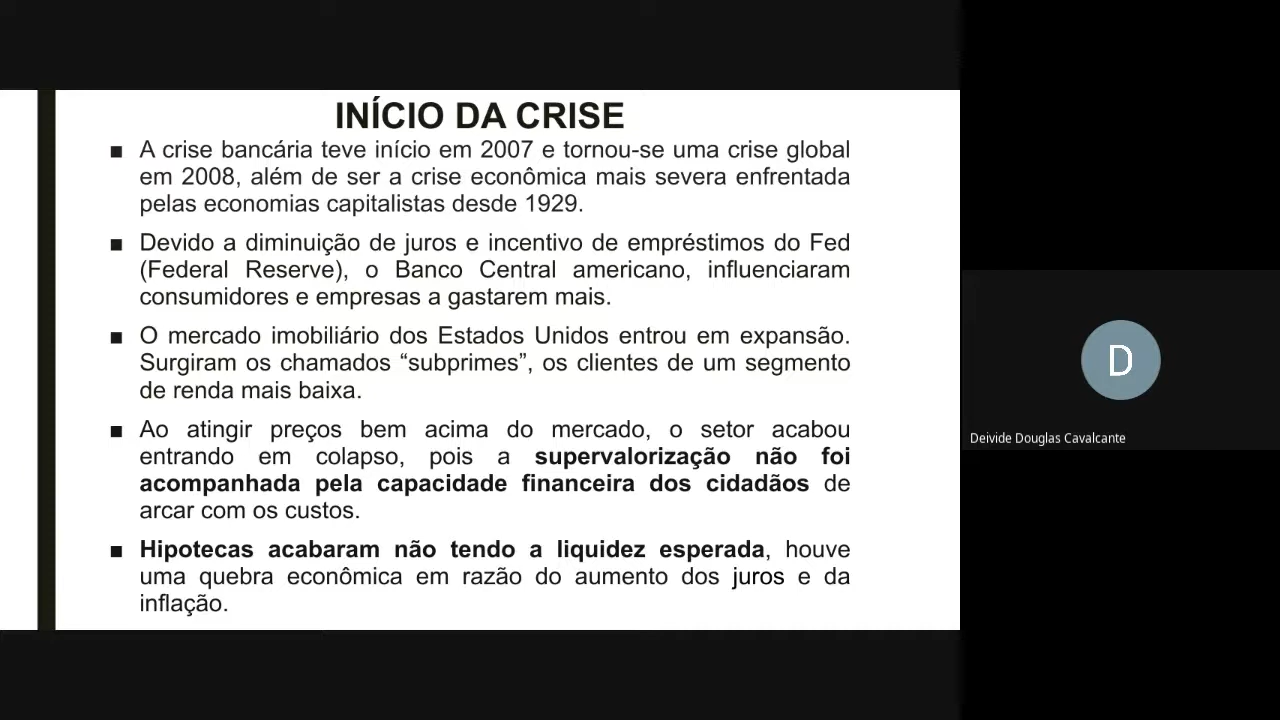 INÍCIO DA CRISE
■ A crise bancária teve início em 2007 e tornou-se uma crise global
em 2008, além de ser a crise econômica mais severa enfrentada
pelas economias capitalistas desde 1929.
■ Devido a diminuição de juros e incentivo de empréstimos do Fed
(Federal Reserve), o Banco Central americano, influenciaram
consumidores e empresas a gastarem mais.
■ O mercado imobiliário dos Estados Unidos entrou em expansão.
Surgiram os chamados “subprimes”, os clientes de um segmento
de renda mais baixa.
■ Ao atingir preços bem acima do mercado, o setor acabou
entrando em colapso, pois a supervalorização não foi
acompanhada pela capacidade financeira dos cidadãos de
arcar com os custos.
■ Hipotecas acabaram não tendo a liquidez esperada, houve
uma quebra econômica em razão do aumento dos juros e da
inflação.
D
Deivide Douglas Cavalcante